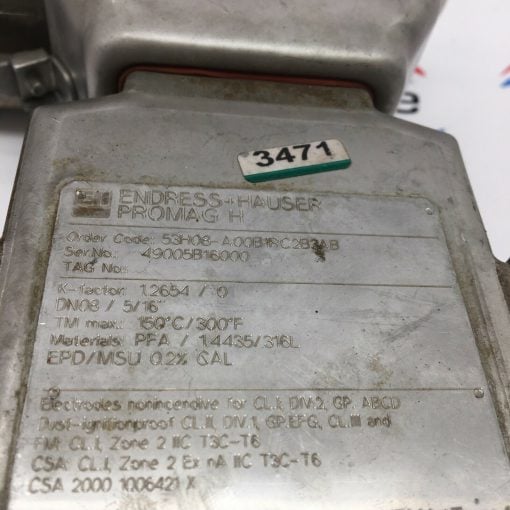 3471
ENDRESS+HAUSER
PROMAG H
Order Code: 53H08-A00B1RC2B3AB
Ser.No.: 49005B16000
TAG No.:
K-factor: 1.2654 / 0
DN08 / 5/16"
TM max.: 150°C/300°F
Materials: PFA / 1.4435/316L
EPD/MSU 0.2% CAL
Electrodes nonincendive for CL.I, DIV.2, GP. ABCD
Dust-ignitionproof CL.II, DIV.1, GP.EFG, CL.III and
FM: CL.I, Zone 2 IIC T3C-T6
CSA: CL.I, Zone 2 Ex nA IIC T3C-T6
CSA 2000 1006421 X